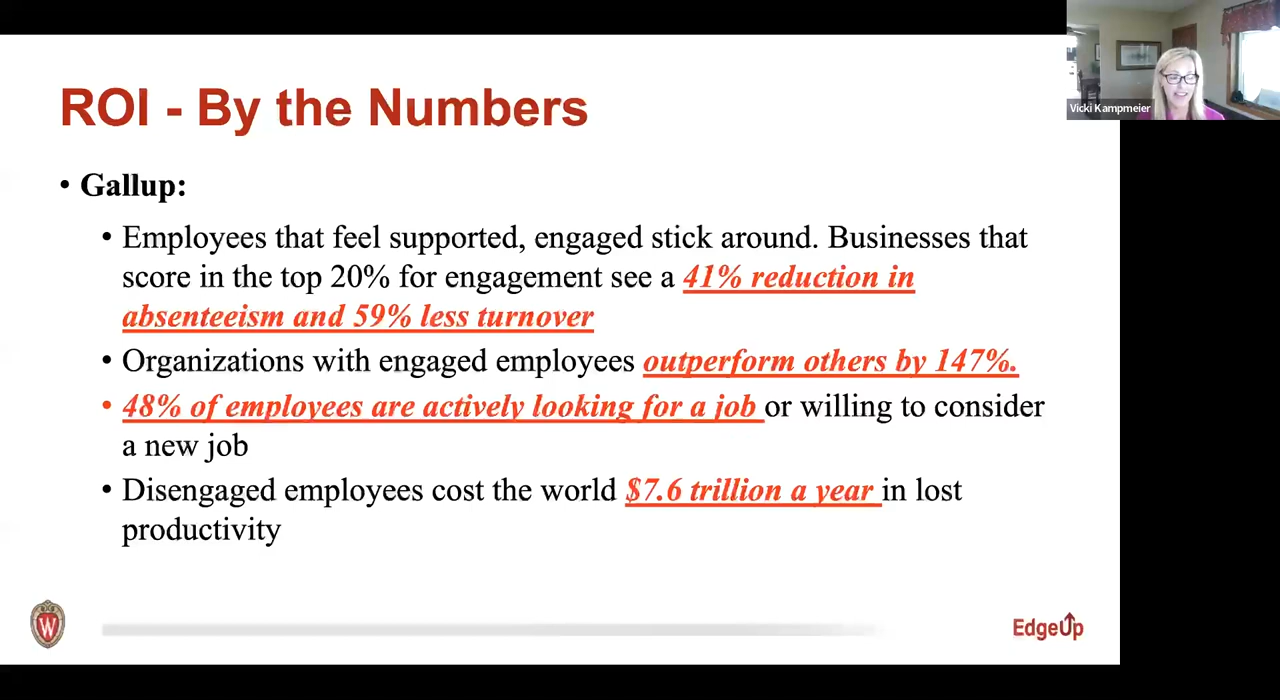 ROI - By the Numbers
Vicki Kampmeier
• Gallup:
• Employees that feel supported, engaged stick around. Businesses that
score in the top 20% for engagement see a 41% reduction in
absenteeism and 59% less turnover
• Organizations with engaged employees outperform others by 147%.
• 48% of employees are actively looking for a job or willing to consider
a new job
• Disengaged employees cost the world $7.6 trillion a year in lost
productivity
W
EdgeUp